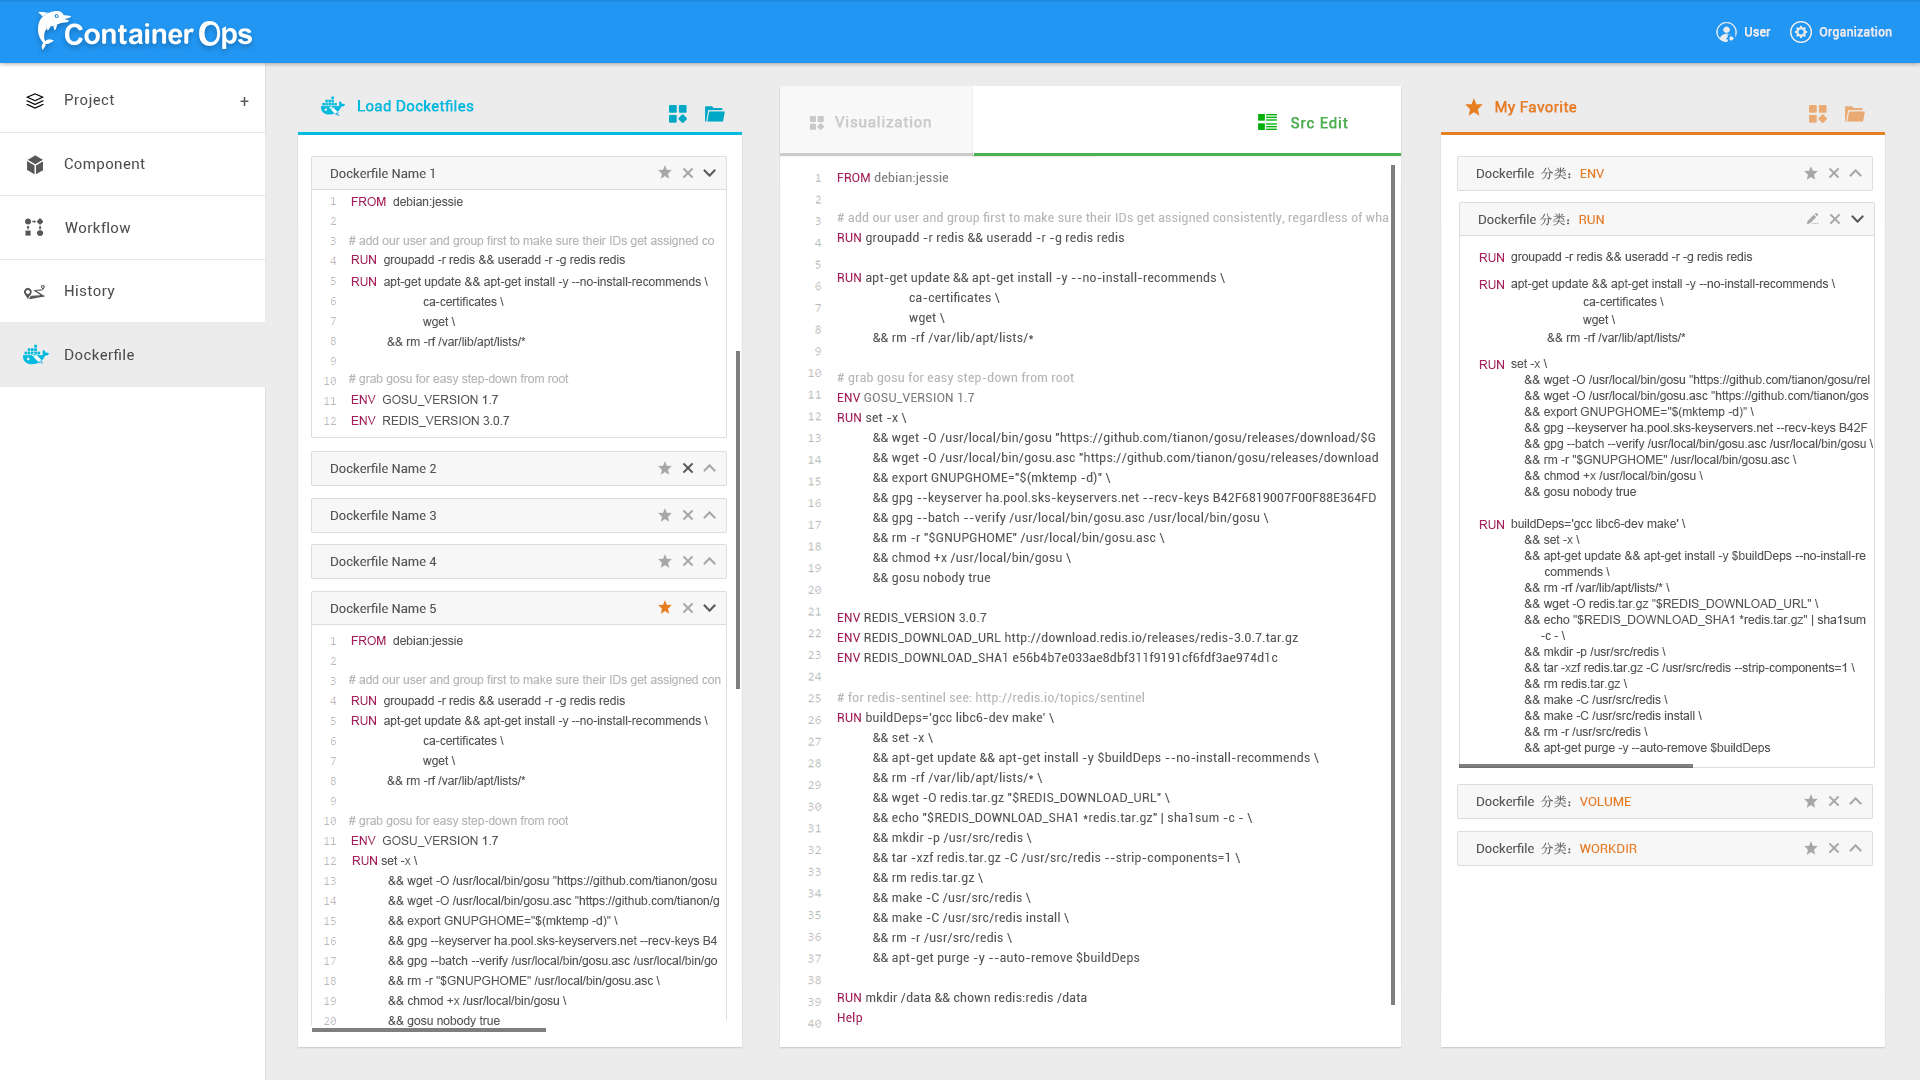 Container Ops
User
Organization
Project
+
Component
Workflow
History
Dockerfile
Load Docketfiles
Dockerfile Name 1
1 FROM debian:jessie
2
3 # add our user and group first to make sure their IDs get assigned co
4 RUN groupadd -r redis && useradd -r -g redis redis
5 RUN apt-get update && apt-get install -y --no-install-recommends \
6 ca-certificates \
7 wget \
8 && rm -rf /var/lib/apt/lists/*
9
10 # grab gosu for easy step-down from root
11 ENV GOSU_VERSION 1.7
12 ENV REDIS_VERSION 3.0.7
Dockerfile Name 2
Dockerfile Name 3
Dockerfile Name 4
Dockerfile Name 5
1 FROM debian:jessie
2
3 # add our user and group first to make sure their IDs get assigned con
4 RUN groupadd -r redis && useradd -r -g redis redis
5 RUN apt-get update && apt-get install -y --no-install-recommends \
6 ca-certificates \
7 wget \
8 && rm -rf /var/lib/apt/lists/*
9
10 # grab gosu for easy step-down from root
11 ENV GOSU_VERSION 1.7
12 RUN set -x \
13 && wget -O /usr/local/bin/gosu "https://github.com/tianon/gosu
14 && wget -O /usr/local/bin/gosu.asc "https://github.com/tianon/g
15 && export GNUPGHOME="$(mktemp -d)" \
16 && gpg --keyserver ha.pool.sks-keyservers.net --recv-keys B4
17 && gpg --batch --verify /usr/local/bin/gosu.asc /usr/local/bin/go
18 && rm -r "$GNUPGHOME" /usr/local/bin/gosu.asc \
19 && chmod +x /usr/local/bin/gosu \
20 && gosu nobody true
Visualization
Src Edit
1 FROM debian:jessie
2
3 # add our user and group first to make sure their IDs get assigned consistently, regardless of wha
4 RUN groupadd -r redis && useradd -r -g redis redis
5
6 RUN apt-get update && apt-get install -y --no-install-recommends \
7 ca-certificates \
8 wget \
9 && rm -rf /var/lib/apt/lists/*
10 # grab gosu for easy step-down from root
11 ENV GOSU_VERSION 1.7
12 RUN set -x \
13 && wget -O /usr/local/bin/gosu "https://github.com/tianon/gosu/releases/download/$G
14 && wget -O /usr/local/bin/gosu.asc "https://github.com/tianon/gosu/releases/download
15 && export GNUPGHOME="$(mktemp -d)" \
16 && gpg --keyserver ha.pool.sks-keyservers.net --recv-keys B42F6819007F00F88E364FD
17 && gpg --batch --verify /usr/local/bin/gosu.asc /usr/local/bin/gosu \
18 && rm -r "$GNUPGHOME" /usr/local/bin/gosu.asc \
19 && chmod +x /usr/local/bin/gosu \
20 && gosu nobody true
21 ENV REDIS_VERSION 3.0.7
22 ENV REDIS_DOWNLOAD_URL http://download.redis.io/releases/redis-3.0.7.tar.gz
23 ENV REDIS_DOWNLOAD_SHA1 e56b4b7e033ae8dbf311f9191cf6fdf3ae974d1c
24
25 # for redis-sentinel see: http://redis.io/topics/sentinel
26 RUN buildDeps='gcc libc6-dev make' \
27 && set -x \
28 && apt-get update && apt-get install -y $buildDeps --no-install-recommends \
29 && rm -rf /var/lib/apt/lists/* \
30 && wget -O redis.tar.gz "$REDIS_DOWNLOAD_URL" \
31 && echo "$REDIS_DOWNLOAD_SHA1 *redis.tar.gz" | sha1sum -c - \
32 && mkdir -p /usr/src/redis \
33 && tar -xzf redis.tar.gz -C /usr/src/redis --strip-components=1 \
34 && rm redis.tar.gz \
35 && make -C /usr/src/redis \
36 && make -C /usr/src/redis install \
37 && rm -r /usr/src/redis \
38 && apt-get purge -y --auto-remove $buildDeps
39 RUN mkdir /data && chown redis:redis /data
40 Help
My Favorite
Dockerfile 分类：ENV
Dockerfile 分类：RUN
RUN groupadd -r redis && useradd -r -g redis redis
RUN apt-get update && apt-get install -y --no-install-recommends \
ca-certificates \
wget \
&& rm -rf /var/lib/apt/lists/*
RUN set -x \
&& wget -O /usr/local/bin/gosu "https://github.com/tianon/gosu/rel
&& wget -O /usr/local/bin/gosu.asc "https://github.com/tianon/gos
&& export GNUPGHOME="$(mktemp -d)" \
&& gpg --keyserver ha.pool.sks-keyservers.net --recv-keys B42F
&& gpg --batch --verify /usr/local/bin/gosu.asc /usr/local/bin/gosu \
&& rm -r "$GNUPGHOME" /usr/local/bin/gosu.asc \
&& chmod +x /usr/local/bin/gosu \
&& gosu nobody true
RUN buildDeps='gcc libc6-dev make' \
&& set -x \
&& apt-get update && apt-get install -y $buildDeps --no-install-re
commends \
&& rm -rf /var/lib/apt/lists/* \
&& wget -O redis.tar.gz "$REDIS_DOWNLOAD_URL" \
&& echo "$REDIS_DOWNLOAD_SHA1 *redis.tar.gz" | sha1sum
-c - \
&& mkdir -p /usr/src/redis \
&& tar -xzf redis.tar.gz -C /usr/src/redis --strip-components=1 \
&& rm redis.tar.gz \
&& make -C /usr/src/redis \
&& make -C /usr/src/redis install \
&& rm -r /usr/src/redis \
&& apt-get purge -y --auto-remove $buildDeps
Dockerfile 分类：VOLUME
Dockerfile 分类：WORKDIR